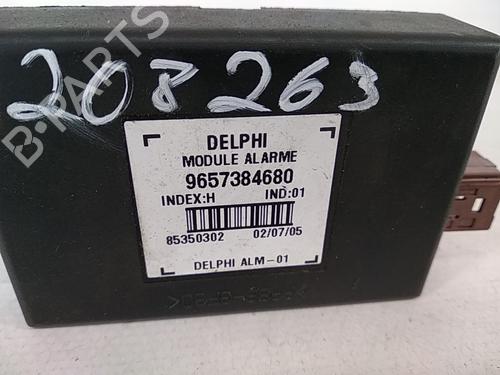 208263
B-PARTS
DELPHI
MODULE ALARME
9657384680
INDEX:H IND:01
85350302 02/07/05
DELPHI ALM-01